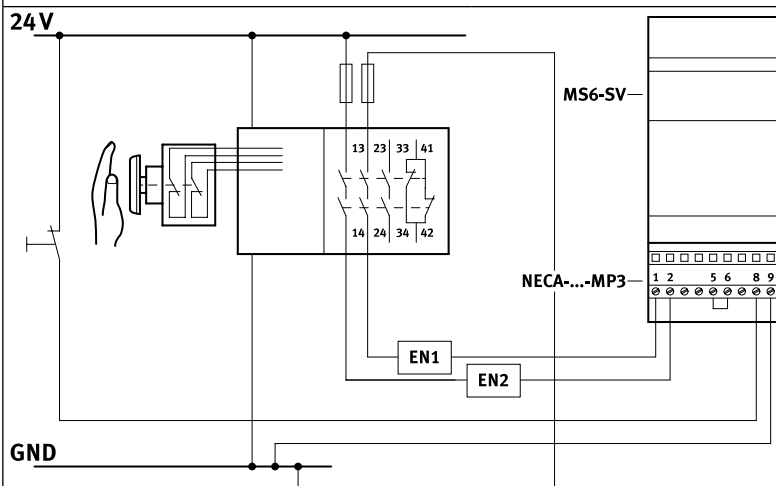 24 V
MS6-SV
13 23 33 41
14 24 34 42
NECA-...-MP3
1 2 5 6 8 9
EN1
EN2
GND